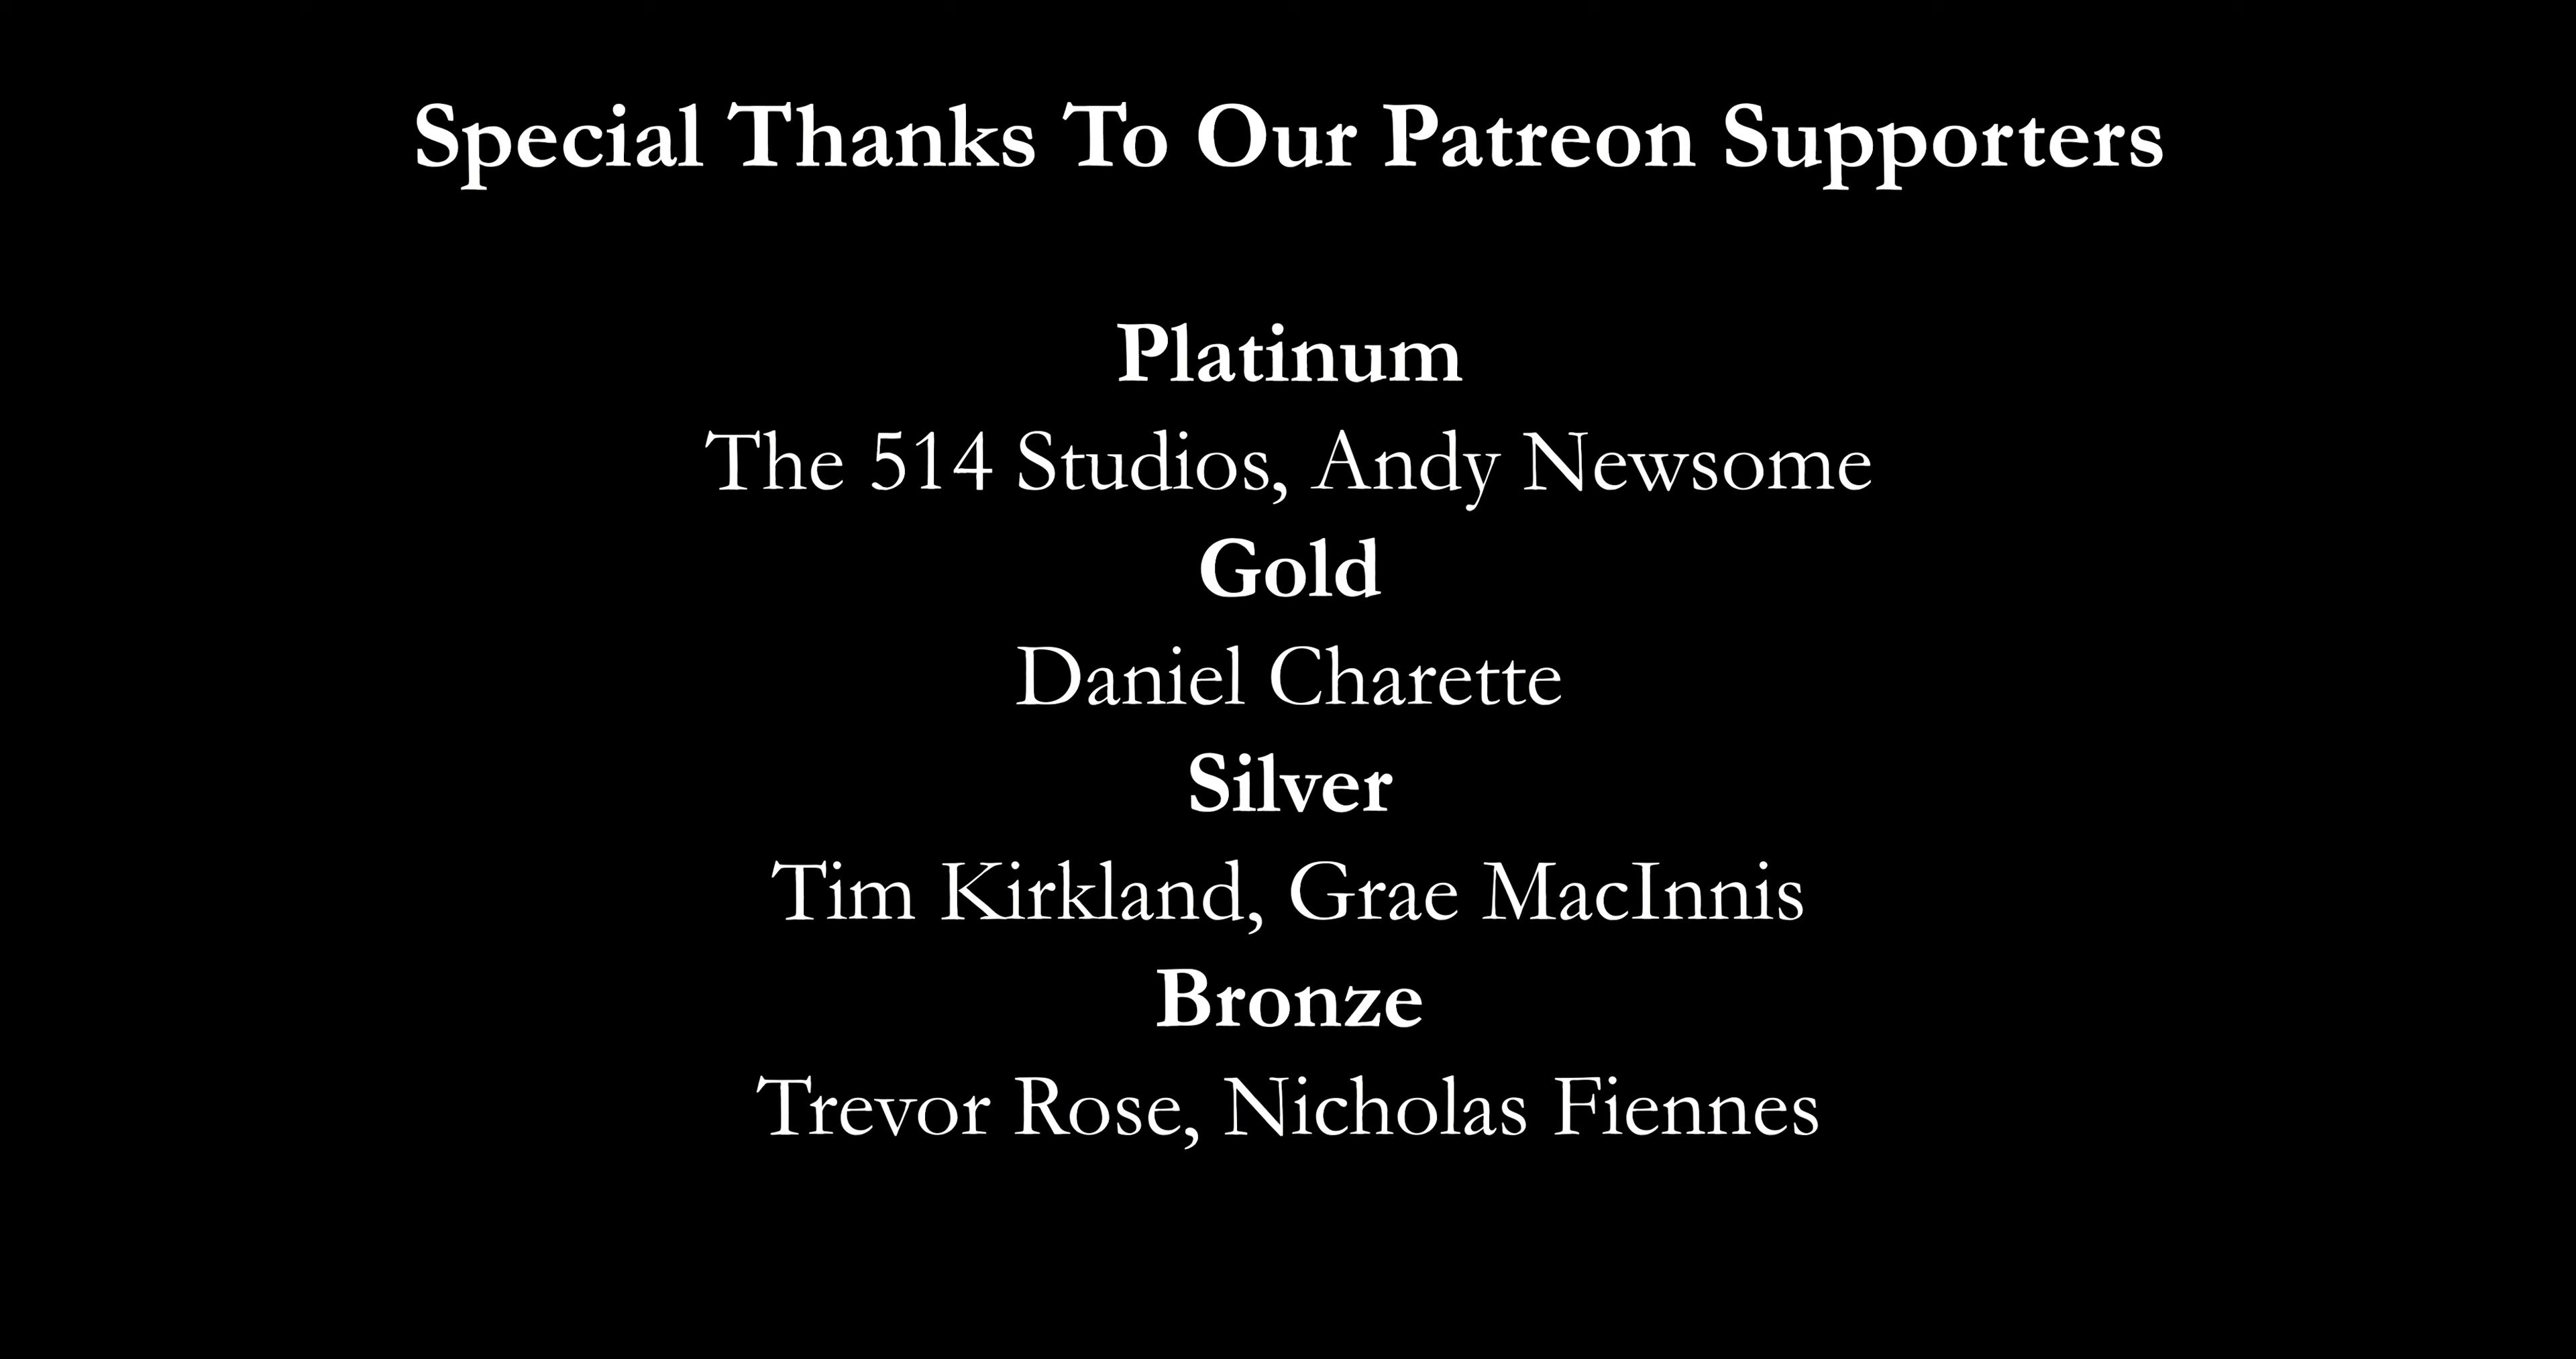 Special Thanks To Our Patreon Supporters
Platinum
The 514 Studios, Andy Newsome
Gold
Daniel Charette
Silver
Tim Kirkland, Grae MacInnis
Bronze
Trevor Rose, Nicholas Fiennes